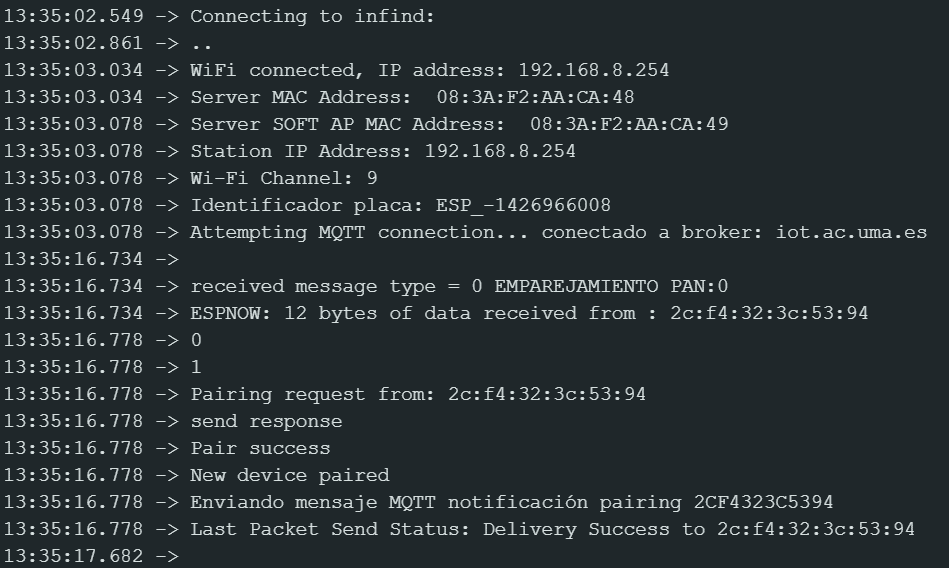 13:35:02.549 -> Connecting to infind:
13:35:02.861 -> ..
13:35:03.034 -> WiFi connected, IP address: 192.168.8.254
13:35:03.034 -> Server MAC Address:  08:3A:F2:AA:CA:48
13:35:03.078 -> Server SOFT AP MAC Address:  08:3A:F2:AA:CA:49
13:35:03.078 -> Station IP Address: 192.168.8.254
13:35:03.078 -> Wi-Fi Channel: 9
13:35:03.078 -> Identificador placa: ESP_-1426966008
13:35:03.078 -> Attempting MQTT connection... conectado a broker: iot.ac.uma.es
13:35:16.734 ->
13:35:16.734 -> received message type = 0 EMPAREJAMIENTO PAN:0
13:35:16.734 -> ESPNOW: 12 bytes of data received from : 2c:f4:32:3c:53:94
13:35:16.778 -> 0
13:35:16.778 -> 1
13:35:16.778 -> Pairing request from: 2c:f4:32:3c:53:94
13:35:16.778 -> send response
13:35:16.778 -> Pair success
13:35:16.778 -> New device paired
13:35:16.778 -> Enviando mensaje MQTT notificación pairing 2CF4323C5394
13:35:16.778 -> Last Packet Send Status: Delivery Success to 2c:f4:32:3c:53:94
13:35:17.682 ->